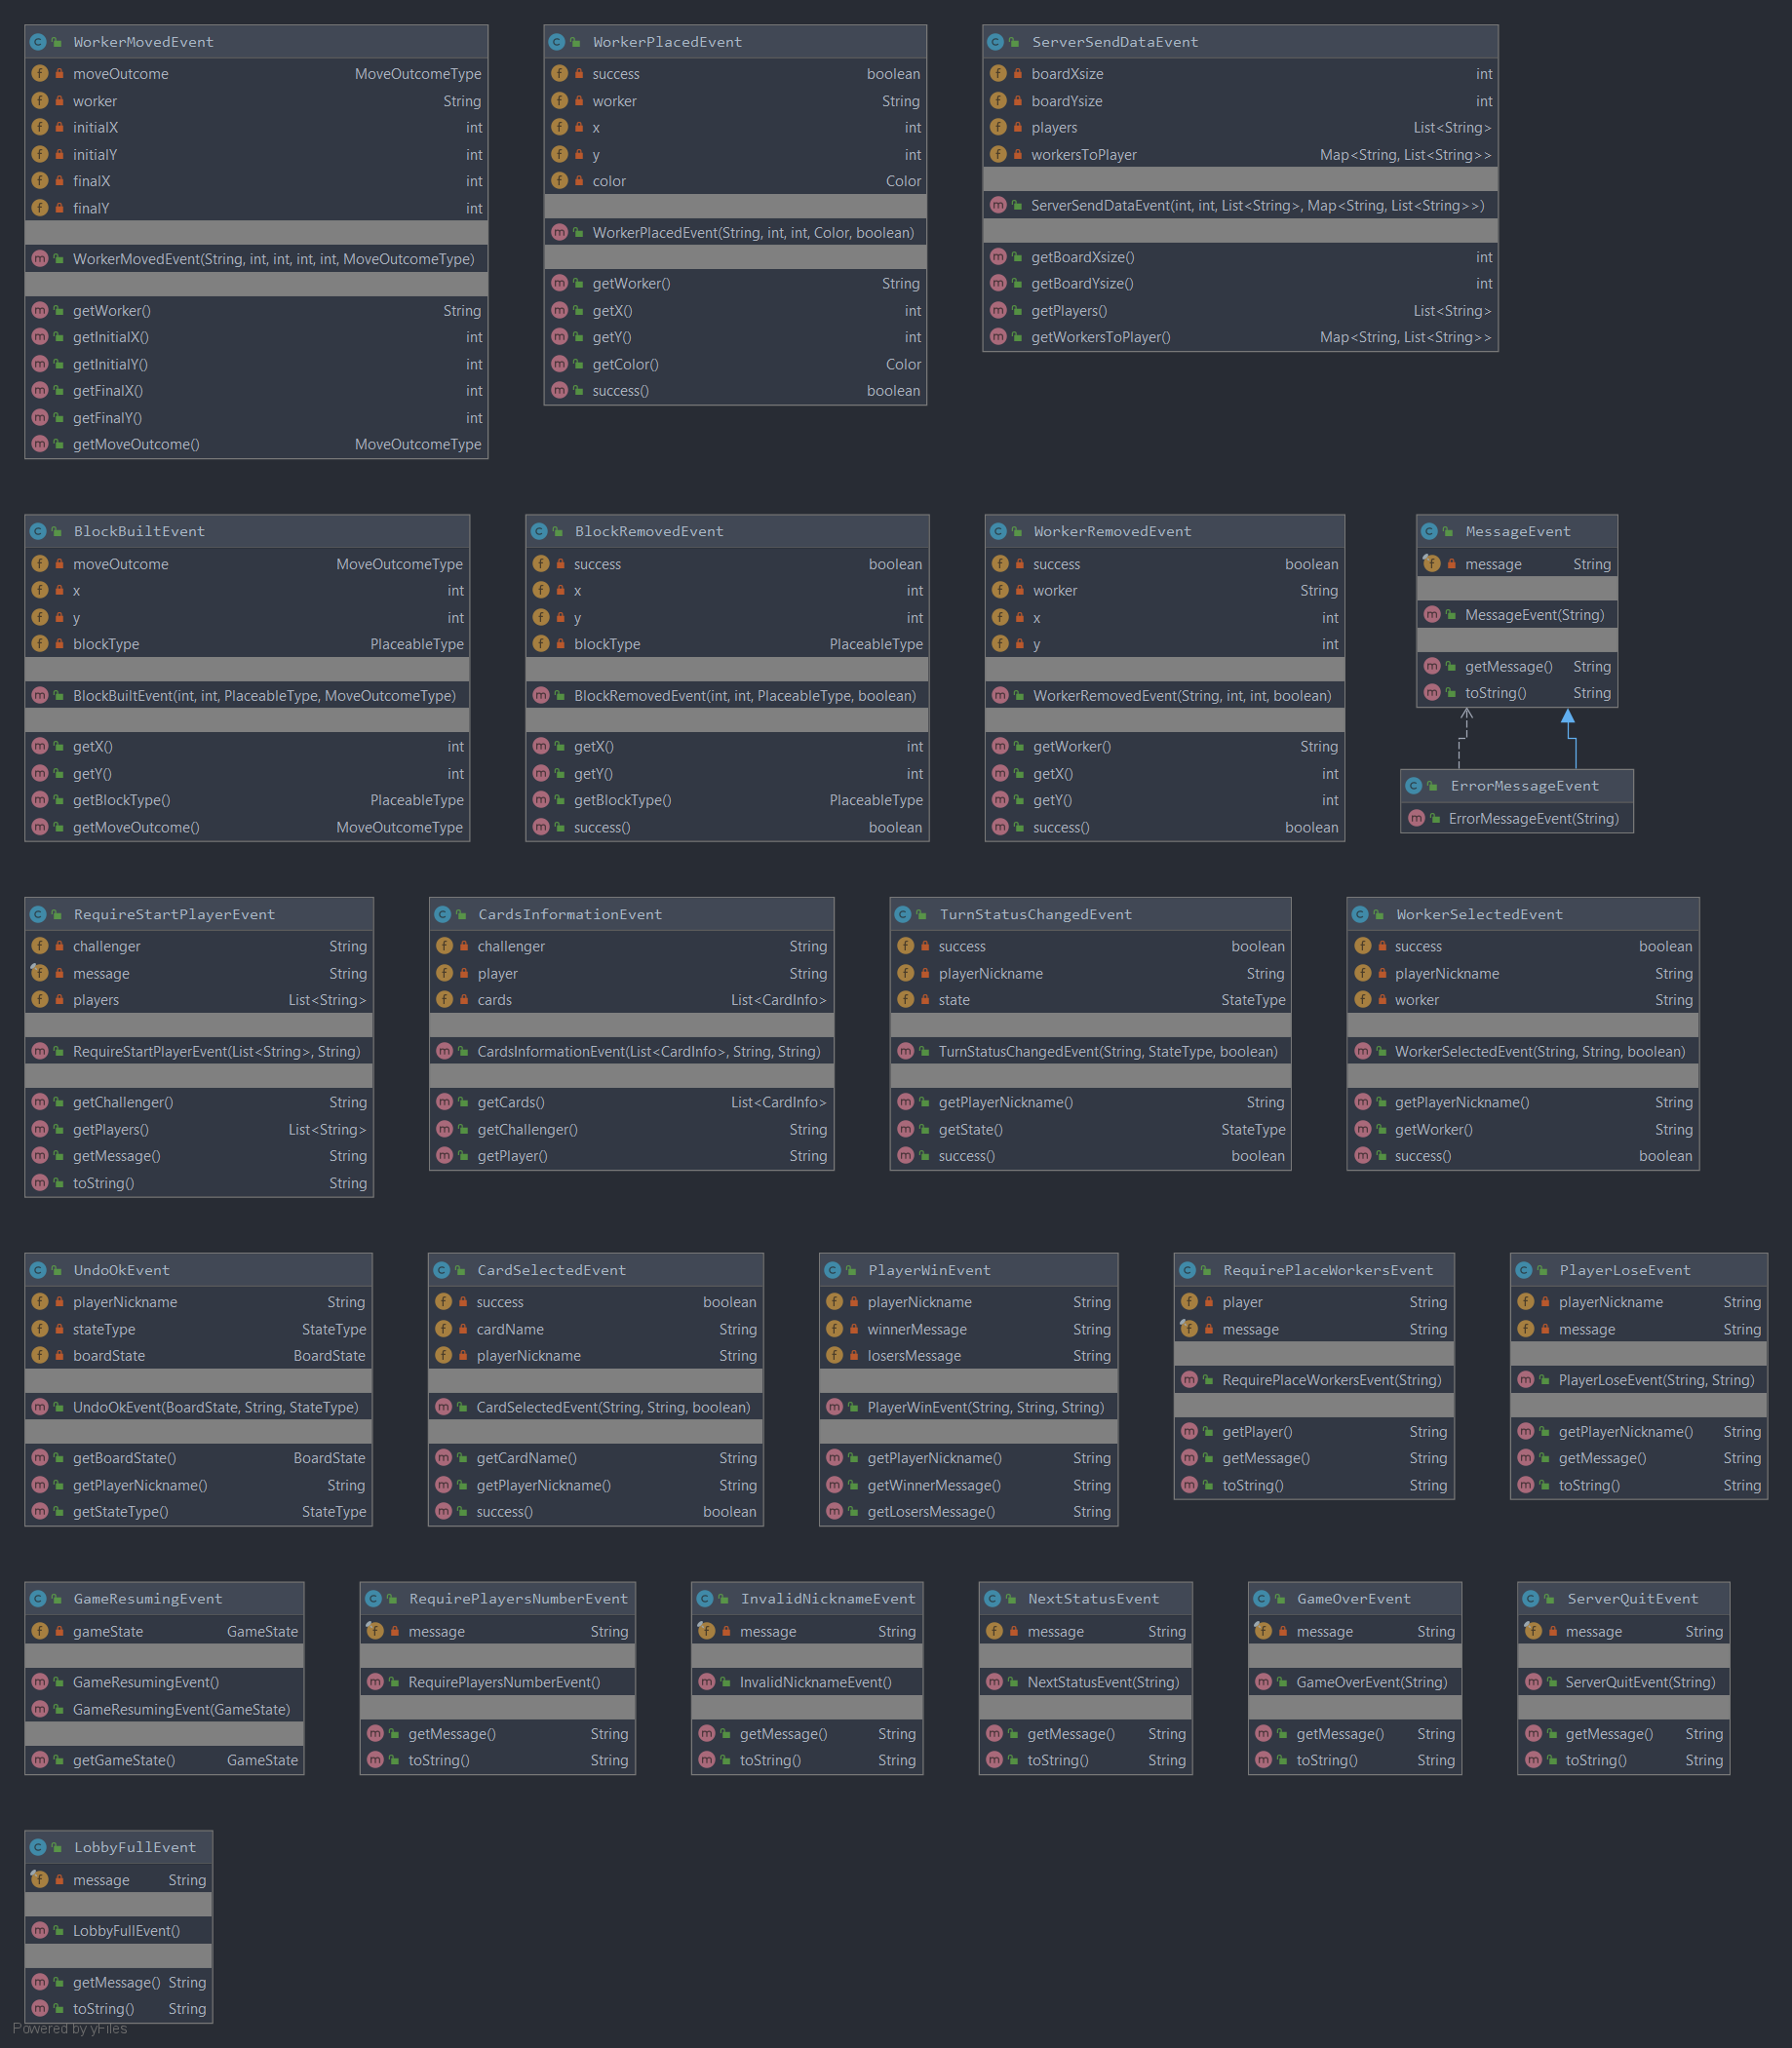 WorkerMovedEvent
moveOutcome MoveOutcomeType
worker String
initialX int
initialY int
finalX int
finalY int
WorkerMovedEvent(String, int, int, int, int, MoveOutcomeType)
getWorker() String
getInitialX() int
getInitialY() int
getFinalX() int
getFinalY() int
getMoveOutcome() MoveOutcomeType
WorkerPlacedEvent
success boolean
worker String
x int
y int
color Color
WorkerPlacedEvent(String, int, int, Color, boolean)
getWorker() String
getX() int
getY() int
getColor() Color
success() boolean
ServerSendDataEvent
boardXsize int
boardYsize int
players List<String>
workersToPlayer Map<String, List<String>>
ServerSendDataEvent(int, int, List<String>, Map<String, List<String>>)
getBoardXsize() int
getBoardYsize() int
getPlayers() List<String>
getWorkersToPlayer() Map<String, List<String>>
BlockBuiltEvent
moveOutcome MoveOutcomeType
x int
y int
blockType PlaceableType
BlockBuiltEvent(int, int, PlaceableType, MoveOutcomeType)
getX() int
getY() int
getBlockType() PlaceableType
getMoveOutcome() MoveOutcomeType
BlockRemovedEvent
success boolean
x int
y int
blockType PlaceableType
BlockRemovedEvent(int, int, PlaceableType, boolean)
getX() int
getY() int
getBlockType() PlaceableType
success() boolean
WorkerRemovedEvent
success boolean
worker String
x int
y int
WorkerRemovedEvent(String, int, int, boolean)
getWorker() String
getX() int
getY() int
success() boolean
MessageEvent
message String
MessageEvent(String)
getMessage() String
toString() String
ErrorMessageEvent
ErrorMessageEvent(String)
RequireStartPlayerEvent
challenger String
message String
players List<String>
RequireStartPlayerEvent(List<String>, String)
getChallenger() String
getPlayers() List<String>
getMessage() String
toString() String
CardsInformationEvent
challenger String
player String
cards List<CardInfo>
CardsInformationEvent(List<CardInfo>, String, String)
getCards() List<CardInfo>
getChallenger() String
getPlayer() String
TurnStatusChangedEvent
success boolean
playerNickname String
state StateType
TurnStatusChangedEvent(String, StateType, boolean)
getPlayerNickname() String
getState() StateType
success() boolean
WorkerSelectedEvent
success boolean
playerNickname String
worker String
WorkerSelectedEvent(String, String, boolean)
getPlayerNickname() String
getWorker() String
success() boolean
UndoOkEvent
playerNickname String
stateType StateType
boardState BoardState
UndoOkEvent(BoardState, String, StateType)
getBoardState() BoardState
getPlayerNickname() String
getStateType() StateType
CardSelectedEvent
success boolean
cardName String
playerNickname String
CardSelectedEvent(String, String, boolean)
getCardName() String
getPlayerNickname() String
success() boolean
PlayerWinEvent
playerNickname String
winnerMessage String
losersMessage String
PlayerWinEvent(String, String, String)
getPlayerNickname() String
getWinnerMessage() String
getLosersMessage() String
RequirePlaceWorkersEvent
player String
message String
RequirePlaceWorkersEvent(String)
getPlayer() String
getMessage() String
toString() String
PlayerLoseEvent
playerNickname String
message String
PlayerLoseEvent(String, String)
getPlayerNickname() String
getMessage() String
toString() String
GameResumingEvent
gameState GameState
GameResumingEvent()
GameResumingEvent(GameState)
getGameState() GameState
RequirePlayersNumberEvent
message String
RequirePlayersNumberEvent()
getMessage() String
toString() String
InvalidNicknameEvent
message String
InvalidNicknameEvent()
getMessage() String
toString() String
NextStatusEvent
message String
NextStatusEvent(String)
getMessage() String
toString() String
GameOverEvent
message String
GameOverEvent(String)
getMessage() String
toString() String
ServerQuitEvent
message String
ServerQuitEvent(String)
getMessage() String
toString() String
LobbyFullEvent
message String
LobbyFullEvent()
getMessage() String
toString() String
Powered by yFiles